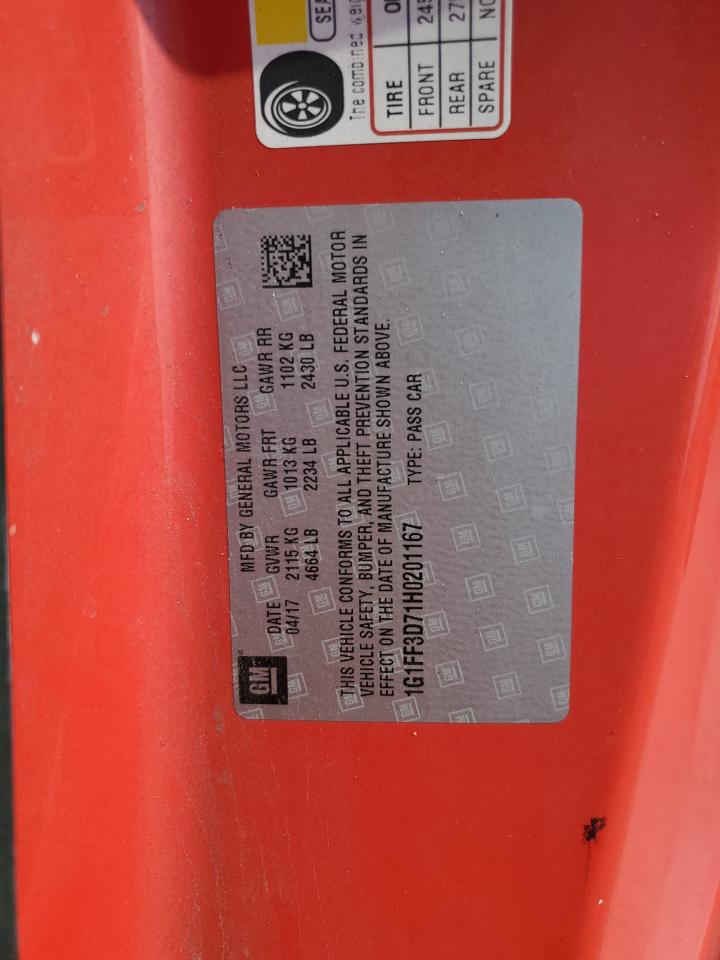 MFD BY GENERAL MOTORS LLC
DATE GVWR GAWR FRT GAWR RR
04/17 2115 KG 1013 KG 1102 KG
4664 LB 2234 LB 2430 LB
THIS VEHICLE CONFORMS TO ALL APPLICABLE U.S. FEDERAL MOTOR
VEHICLE SAFETY, BUMPER, AND THEFT PREVENTION STANDARDS IN
EFFECT ON THE DATE OF MANUFACTURE SHOWN ABOVE.
1G1FF3D71H0201167 TYPE: PASS CAR
GM
The combined
TIRE
FRONT 245
REAR
SPARE